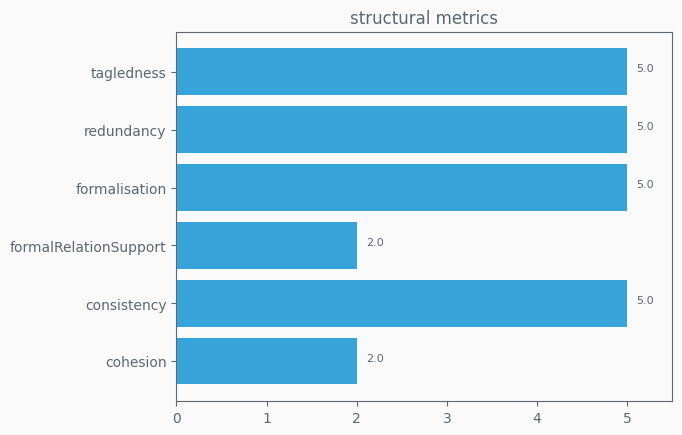 structural metrics
tagledness 5.0
redundancy 5.0
formalisation 5.0
formalRelationSupport 2.0
consistency 5.0
cohesion 2.0
0 1 2 3 4 5